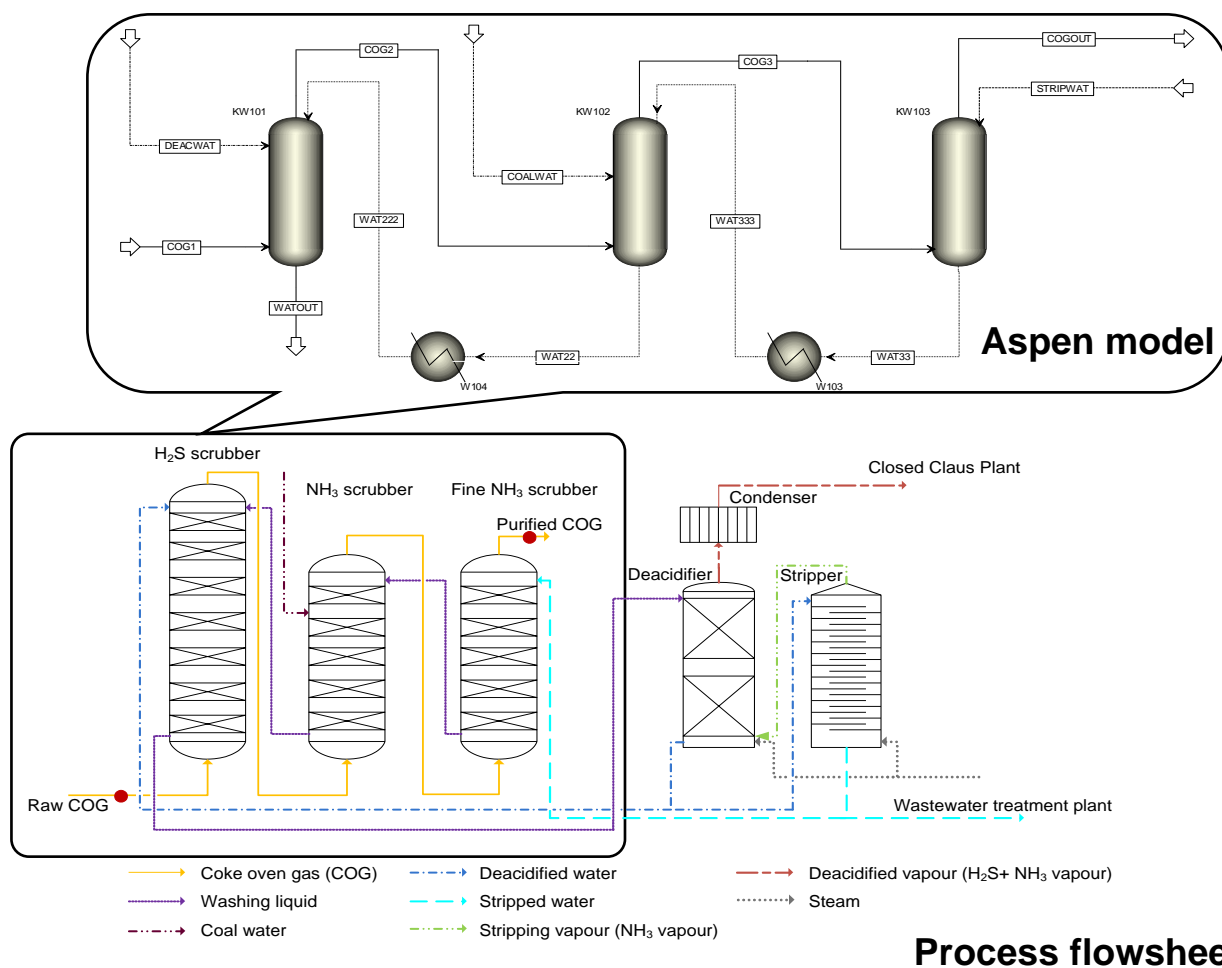 COG2
COG3
COGOUT
STRIPWAT
KW101
KW102
KW103
DEACWAT
COALWAT
WAT222
WAT333
COG1
WATOUT
WAT22
WAT33
W104
W103
Aspen model
H₂S scrubber
NH₃ scrubber
Fine NH₃ scrubber
Purified COG
Closed Claus Plant
Condenser
Deacidifier
Stripper
Raw COG
Wastewater treatment plant
Coke oven gas (COG)
Deacidified water
Deacidified vapour (H₂S+ NH₃ vapour)
Washing liquid
Stripped water
Steam
Coal water
Stripping vapour (NH₃ vapour)
Process flowshee